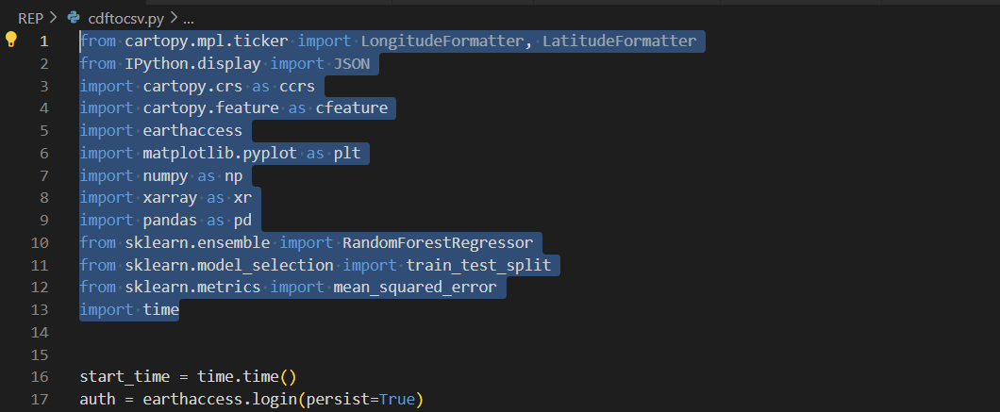 REP > cdftocsv.py > ...
1 from cartopy.mpl.ticker import LongitudeFormatter, LatitudeFormatter
2 from IPython.display import JSON
3 import cartopy.crs as ccrs
4 import cartopy.feature as cfeature
5 import earthaccess
6 import matplotlib.pyplot as plt
7 import numpy as np
8 import xarray as xr
9 import pandas as pd
10 from sklearn.ensemble import RandomForestRegressor
11 from sklearn.model_selection import train_test_split
12 from sklearn.metrics import mean_squared_error
13 import time
14
15
16 start_time = time.time()
17 auth = earthaccess.login(persist=True)